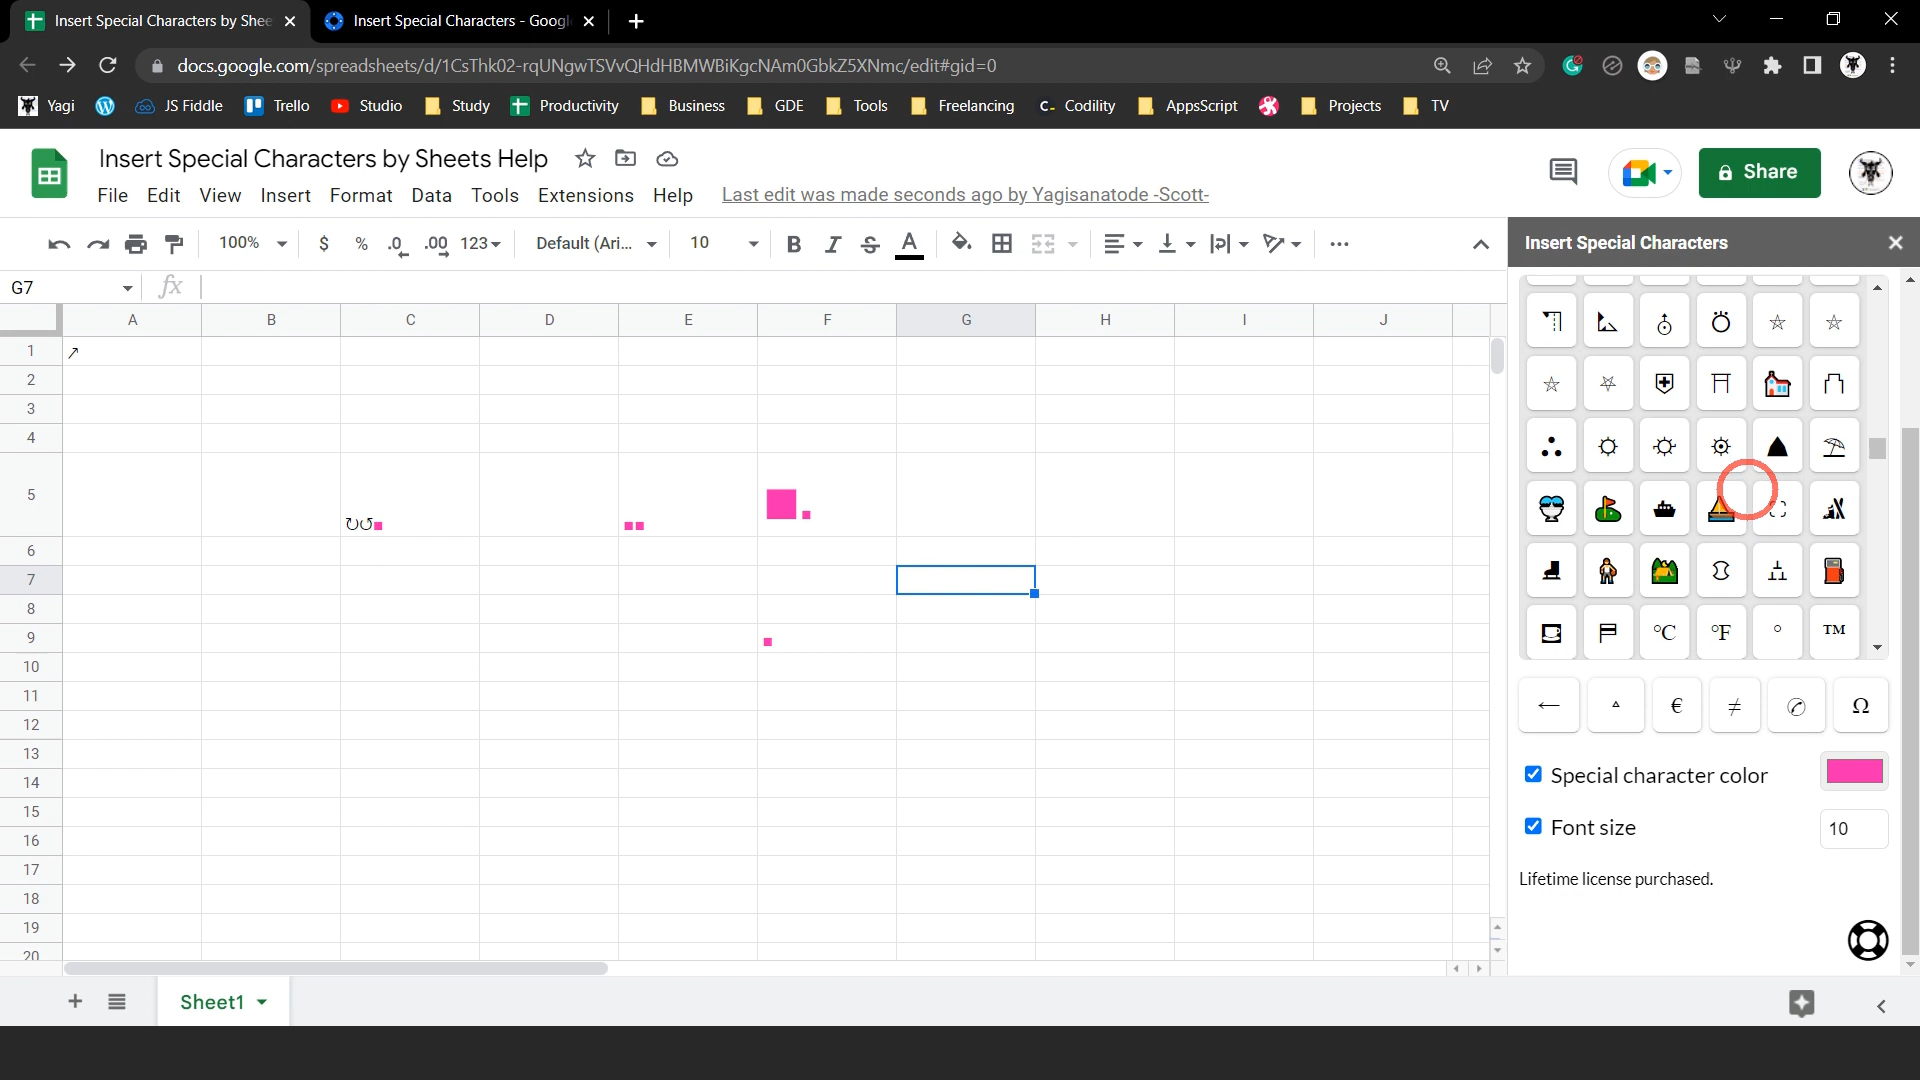 Insert Special Characters by Shee
Insert Special Characters - Googl
docs.google.com/spreadsheets/d/1CsThk02-rqUNgwTSVvQHdHBMWBiKgcNAm0GbkZ5XNmc/edit#gid=0
Yagi JS Fiddle Trello Studio Study Productivity Business GDE Tools Freelancing Codility AppsScript Projects TV
Insert Special Characters by Sheets Help
Share
File Edit View Insert Format Data Tools Extensions Help Last edit was made seconds ago by Yagisanatode -Scott-
100% $ % .0 .00 123 Default (Ari... 10 B I S A
Insert Special Characters
G7 fx
A B C D E F G H I J
1 ↗
2
3
4
5 ↻↺
6
7
8
9
10
11
12
13
14
15
16
17
18
19
20
℃ ℉ ° ™
← ▵ € ≠ ✆ Ω
Special character color
Font size 10
Lifetime license purchased.
Sheet1